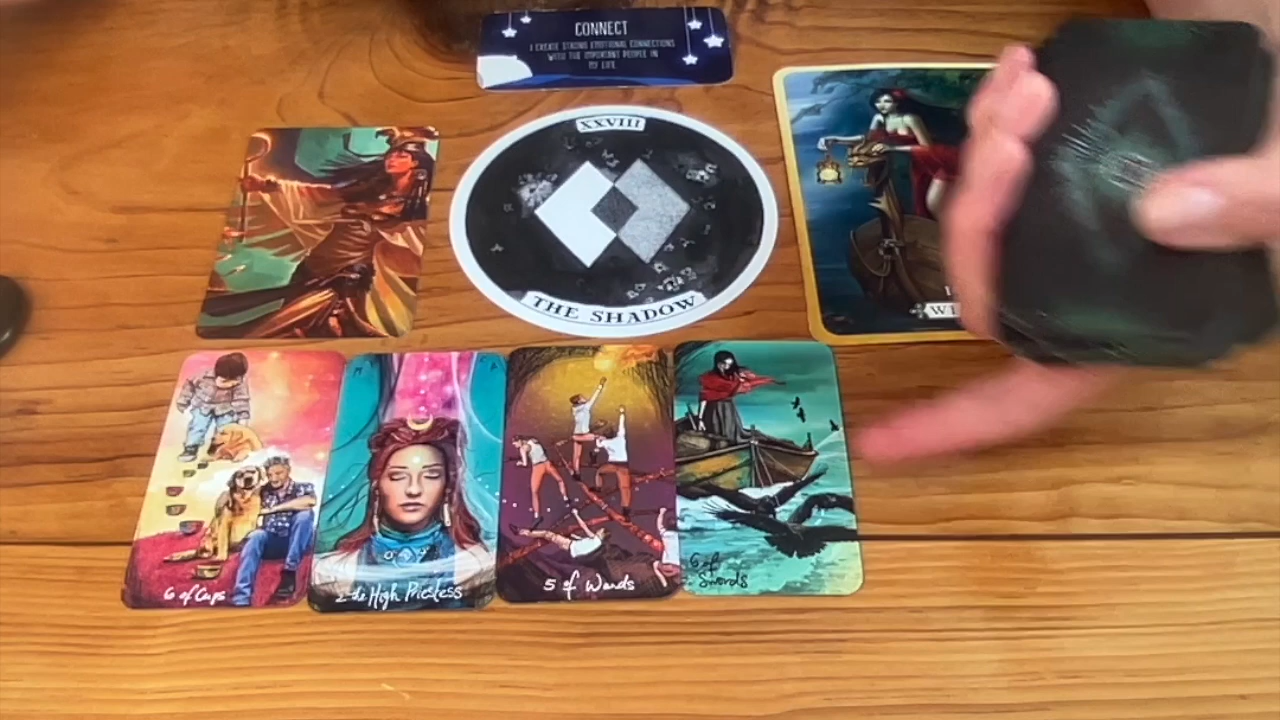 CONNECT
I CREATE STRONG EMOTIONAL CONNECTIONS
WITH THE IMPORTANT PEOPLE IN
MY LIFE
XXVIII
THE SHADOW
6 of Cups
2 the High Priestess
5 of Wands
6 of
Swords